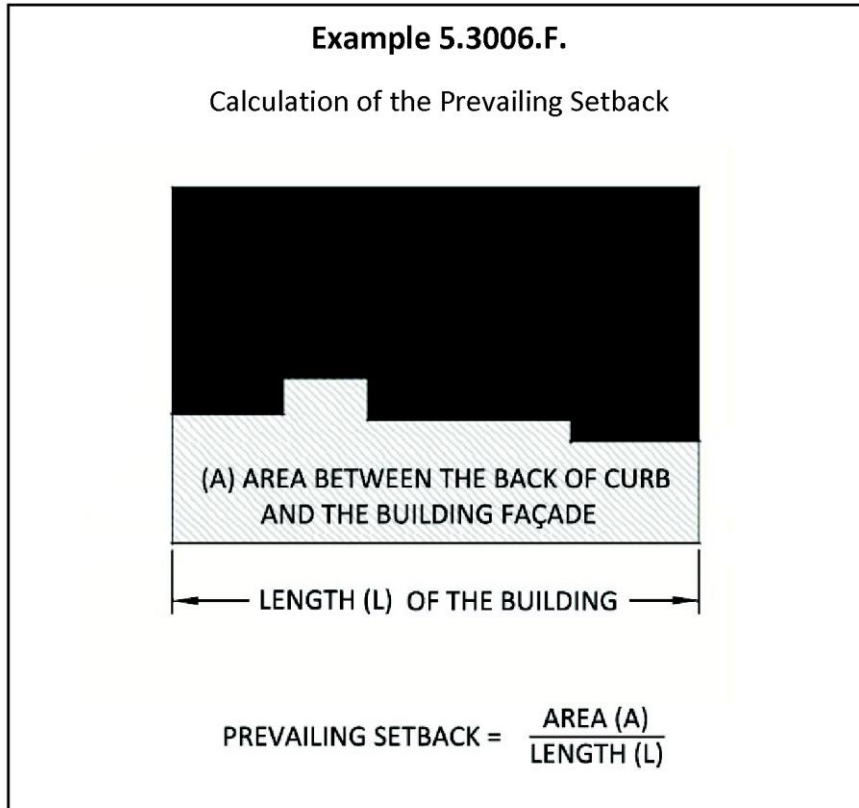 Example 5.3006.F.
Calculation of the Prevailing Setback
(A) AREA BETWEEN THE BACK OF CURB
AND THE BUILDING FAÇADE
LENGTH (L) OF THE BUILDING
PREVAILING SETBACK = AREA (A)
LENGTH (L)